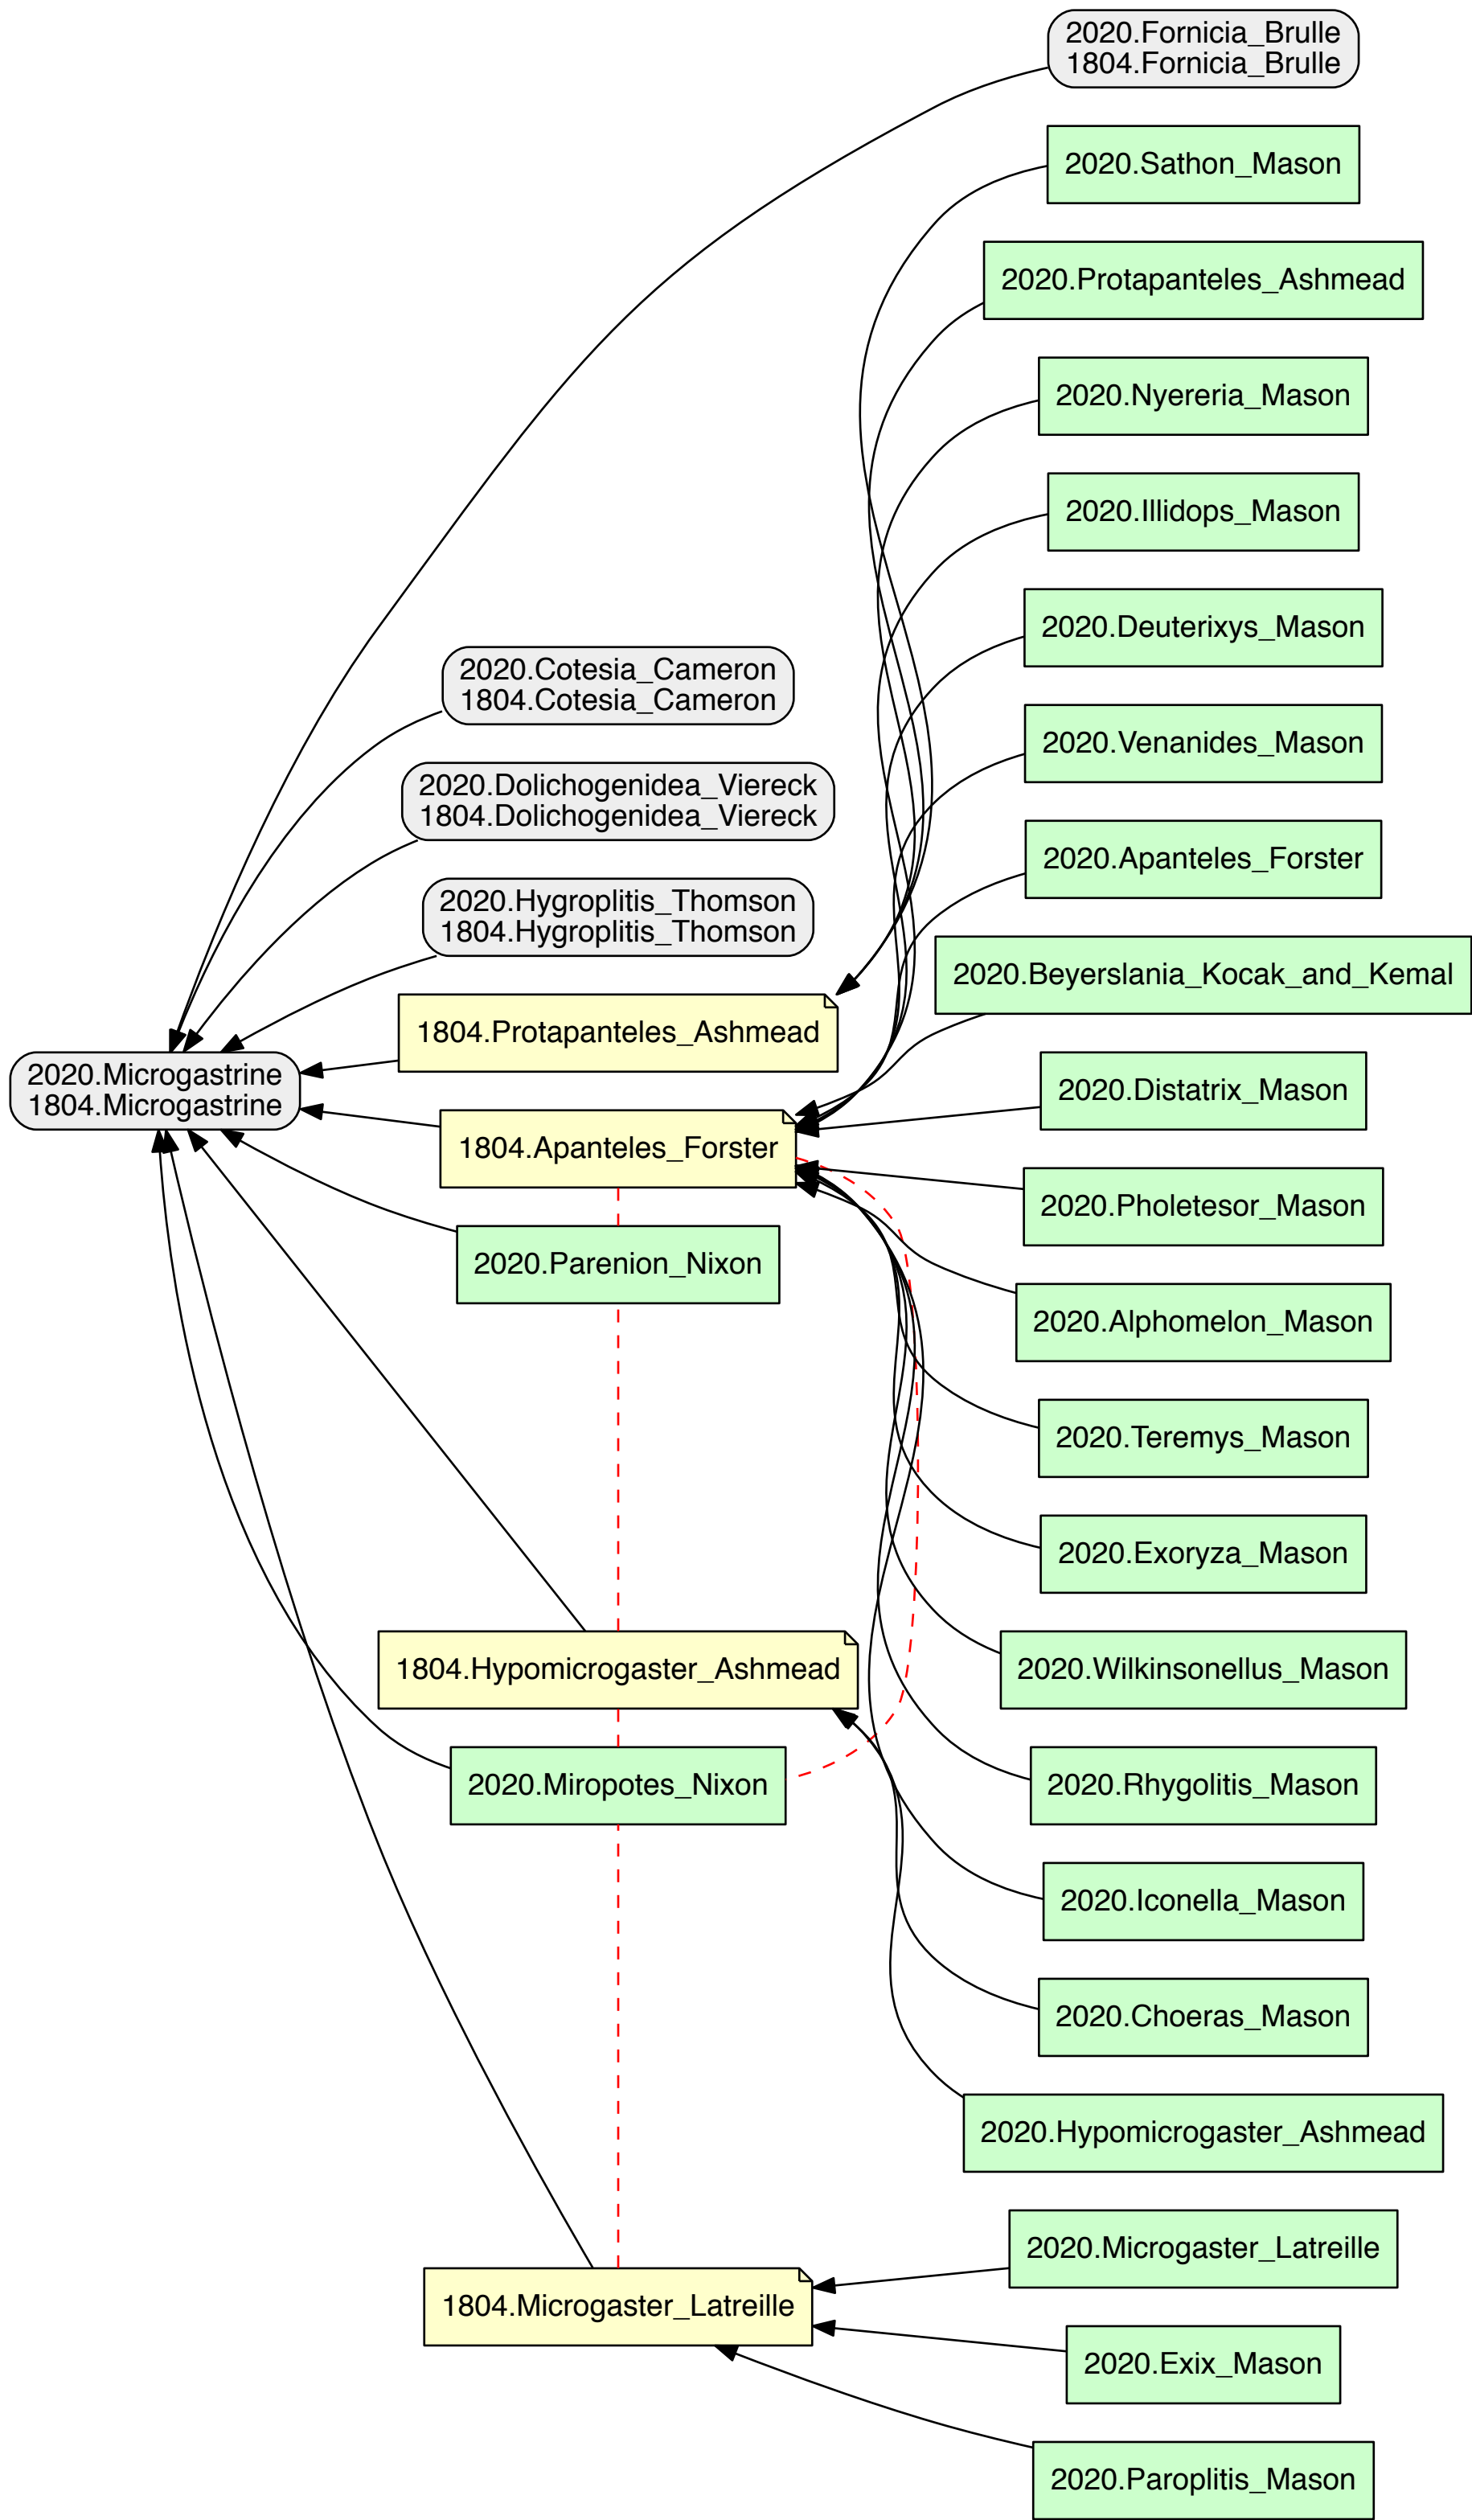 2020.Fornicia_Brulle
1804.Fornicia_Brulle
2020.Sathon_Mason
2020.Protapanteles_Ashmead
2020.Nyereria_Mason
2020.Illidops_Mason
2020.Deuterixys_Mason
2020.Cotesia_Cameron
1804.Cotesia_Cameron
2020.Venanides_Mason
2020.Dolichogenidea_Viereck
1804.Dolichogenidea_Viereck
2020.Apanteles_Forster
2020.Hygroplitis_Thomson
1804.Hygroplitis_Thomson
2020.Beyerslania_Kocak_and_Kemal
1804.Protapanteles_Ashmead
2020.Microgastrine
1804.Microgastrine
2020.Distatrix_Mason
1804.Apanteles_Forster
2020.Pholetesor_Mason
2020.Parenion_Nixon
2020.Alphomelon_Mason
2020.Teremys_Mason
2020.Exoryza_Mason
1804.Hypomicrogaster_Ashmead
2020.Wilkinsonellus_Mason
2020.Miropotes_Nixon
2020.Rhygolitis_Mason
2020.Iconella_Mason
2020.Choeras_Mason
2020.Hypomicrogaster_Ashmead
2020.Microgaster_Latreille
1804.Microgaster_Latreille
2020.Exix_Mason
2020.Paroplitis_Mason